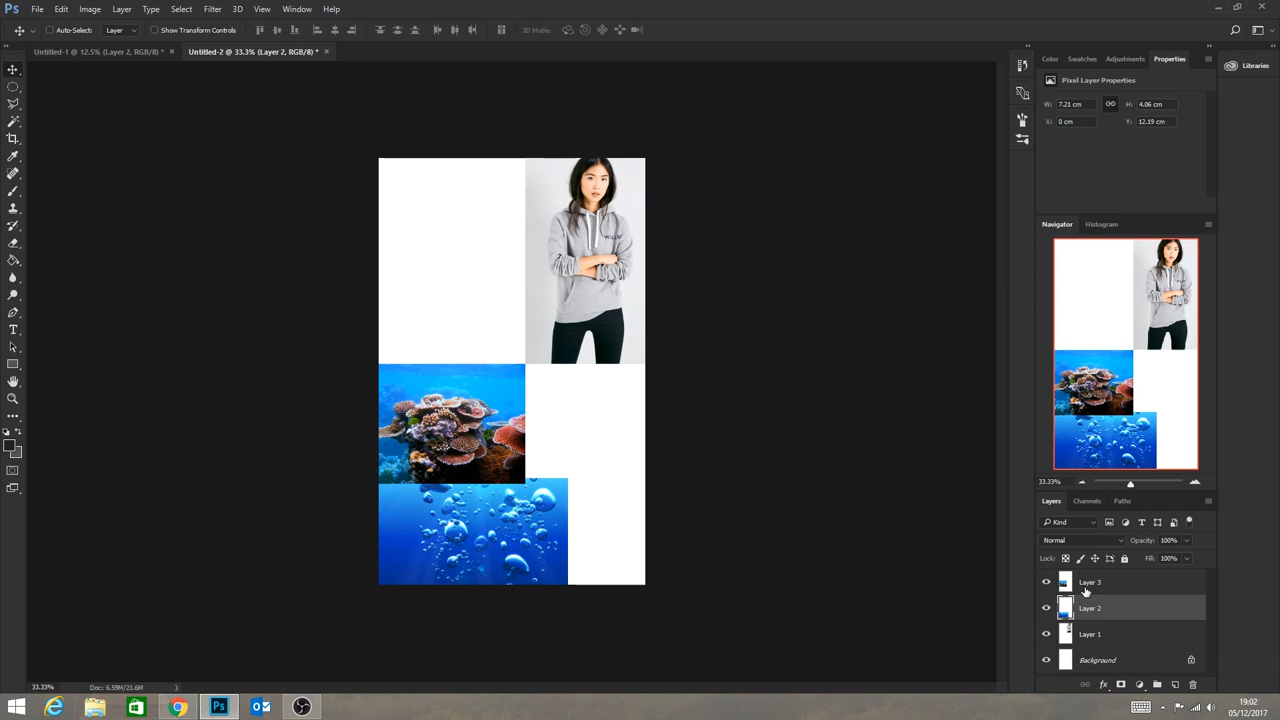 Ps File Edit Image Layer Type Select Filter 3D View Window Help
Auto-Select: Layer Show Transform Controls 3D Mode:
Untitled-1 @ 12.5% (Layer 2, RGB/8) * × Untitled-2 @ 33.3% (Layer 2, RGB/8) * ×
Color Swatches Adjustments Properties
Libraries
Pixel Layer Properties
W: 7.21 cm H: 4.06 cm
X: 0 cm Y: 12.19 cm
Navigator Histogram
33.33%
Layers Channels Paths
Kind
Normal Opacity: 100%
Lock: Fill: 100%
Layer 3
Layer 2
Layer 1
Background
fx
33.33% Doc: 6.59M/21.6M
Ps
19:02
05/12/2017